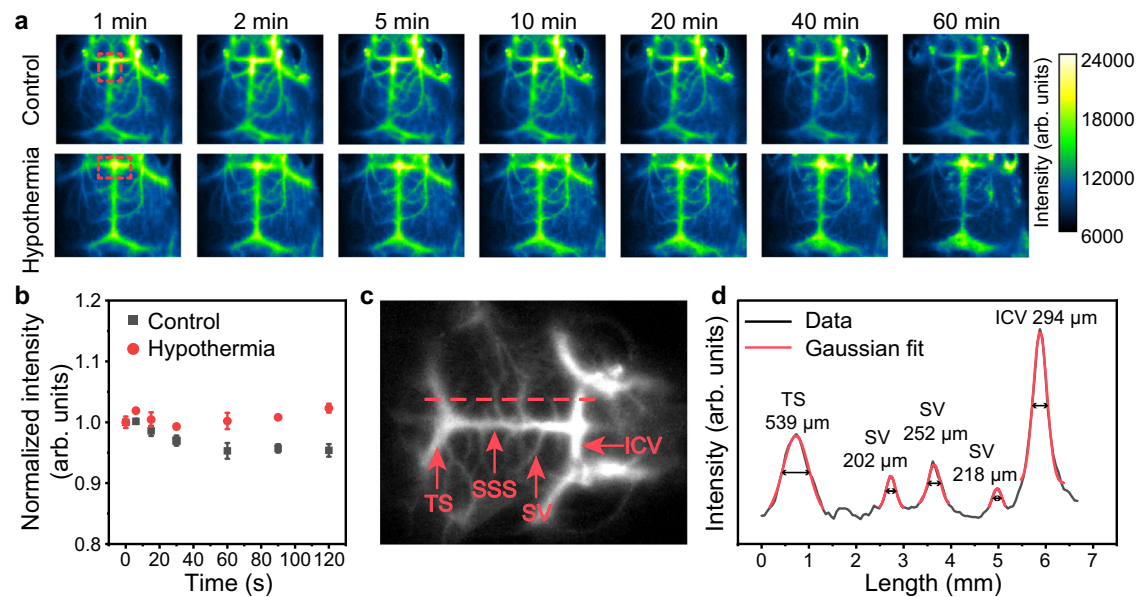 a
1 min 2 min 5 min 10 min 20 min 40 min 60 min
Control
Hypothermia
24000
18000
12000
6000
Intensity (arb. units)
b
Normalized intensity
(arb. units)
1.2
1.1
1.0
0.9
0.8
Control
Hypothermia
0 20 40 60 80 100 120
Time (s)
c
TS
SSS
SV
ICV
d
Intensity (arb. units)
Data
Gaussian fit
ICV 294 μm
TS
539 μm
SV
202 μm
SV
252 μm
SV
218 μm
0 1 2 3 4 5 6 7
Length (mm)